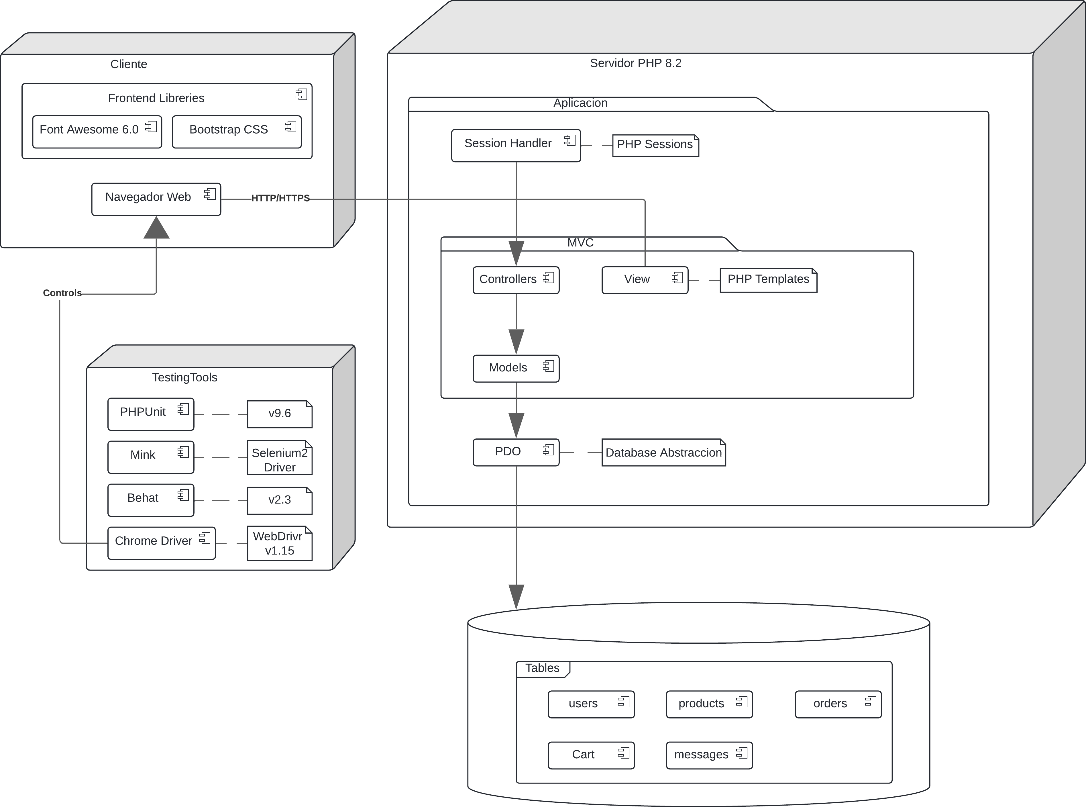 Cliente
Frontend Libreries
Font Awesome 6.0
Bootstrap CSS
Navegador Web
HTTP/HTTPS
Controls
TestingTools
PHPUnit
v9.6
Mink
Selenium2
Driver
Behat
v2.3
Chrome Driver
WebDrivr
v1.15
Servidor PHP 8.2
Aplicacion
Session Handler
PHP Sessions
MVC
Controllers
View
PHP Templates
Models
PDO
Database Abstraccion
Tables
users
products
orders
Cart
messages